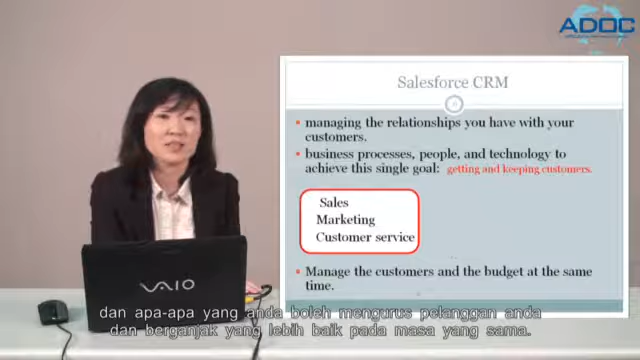 ADOC
Salesforce CRM
managing the relationships you have with your
customers.
business processes, people, and technology to
achieve this single goal: getting and keeping customers.
Sales
Marketing
Customer service
Manage the customers and the budget at the same
time.
VAIO
dan apa-apa yang anda boleh mengurus pelanggan anda
dan berganjak yang lebih baik pada masa yang sama.